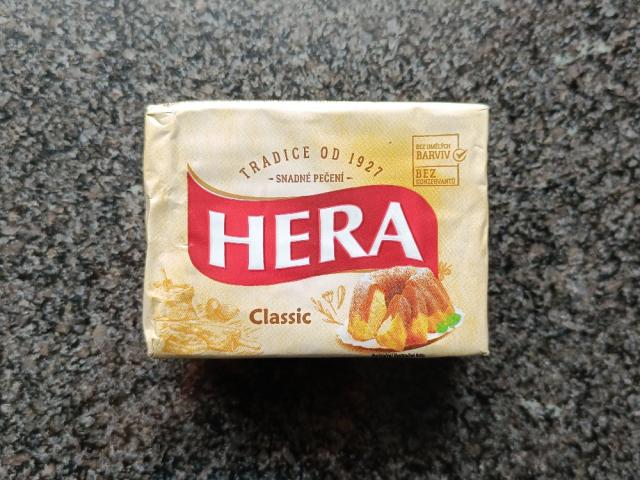 TRADICE OD 1927
- SNADNÉ PEČENÍ -
HERA
Classic
BEZ UMĚLÝCH
BARVIV
BEZ
KONZERVANTŮ